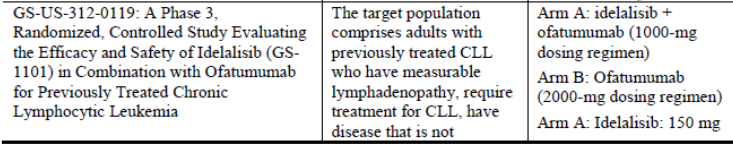 GS-US-312-0119: A Phase 3,
Randomized, Controlled Study Evaluating
the Efficacy and Safety of Idelalisib (GS-
1101) in Combination with Ofatumumab
for Previously Treated Chronic
Lymphocytic Leukemia
The target population
comprises adults with
previously treated CLL
who have measurable
lymphadenopathy, require
treatment for CLL, have
disease that is not
Arm A: idelalisib +
ofatumumab (1000-mg
dosing regimen)
Arm B: Ofatumumab
(2000-mg dosing regimen)
Arm A: Idelalisib: 150 mg